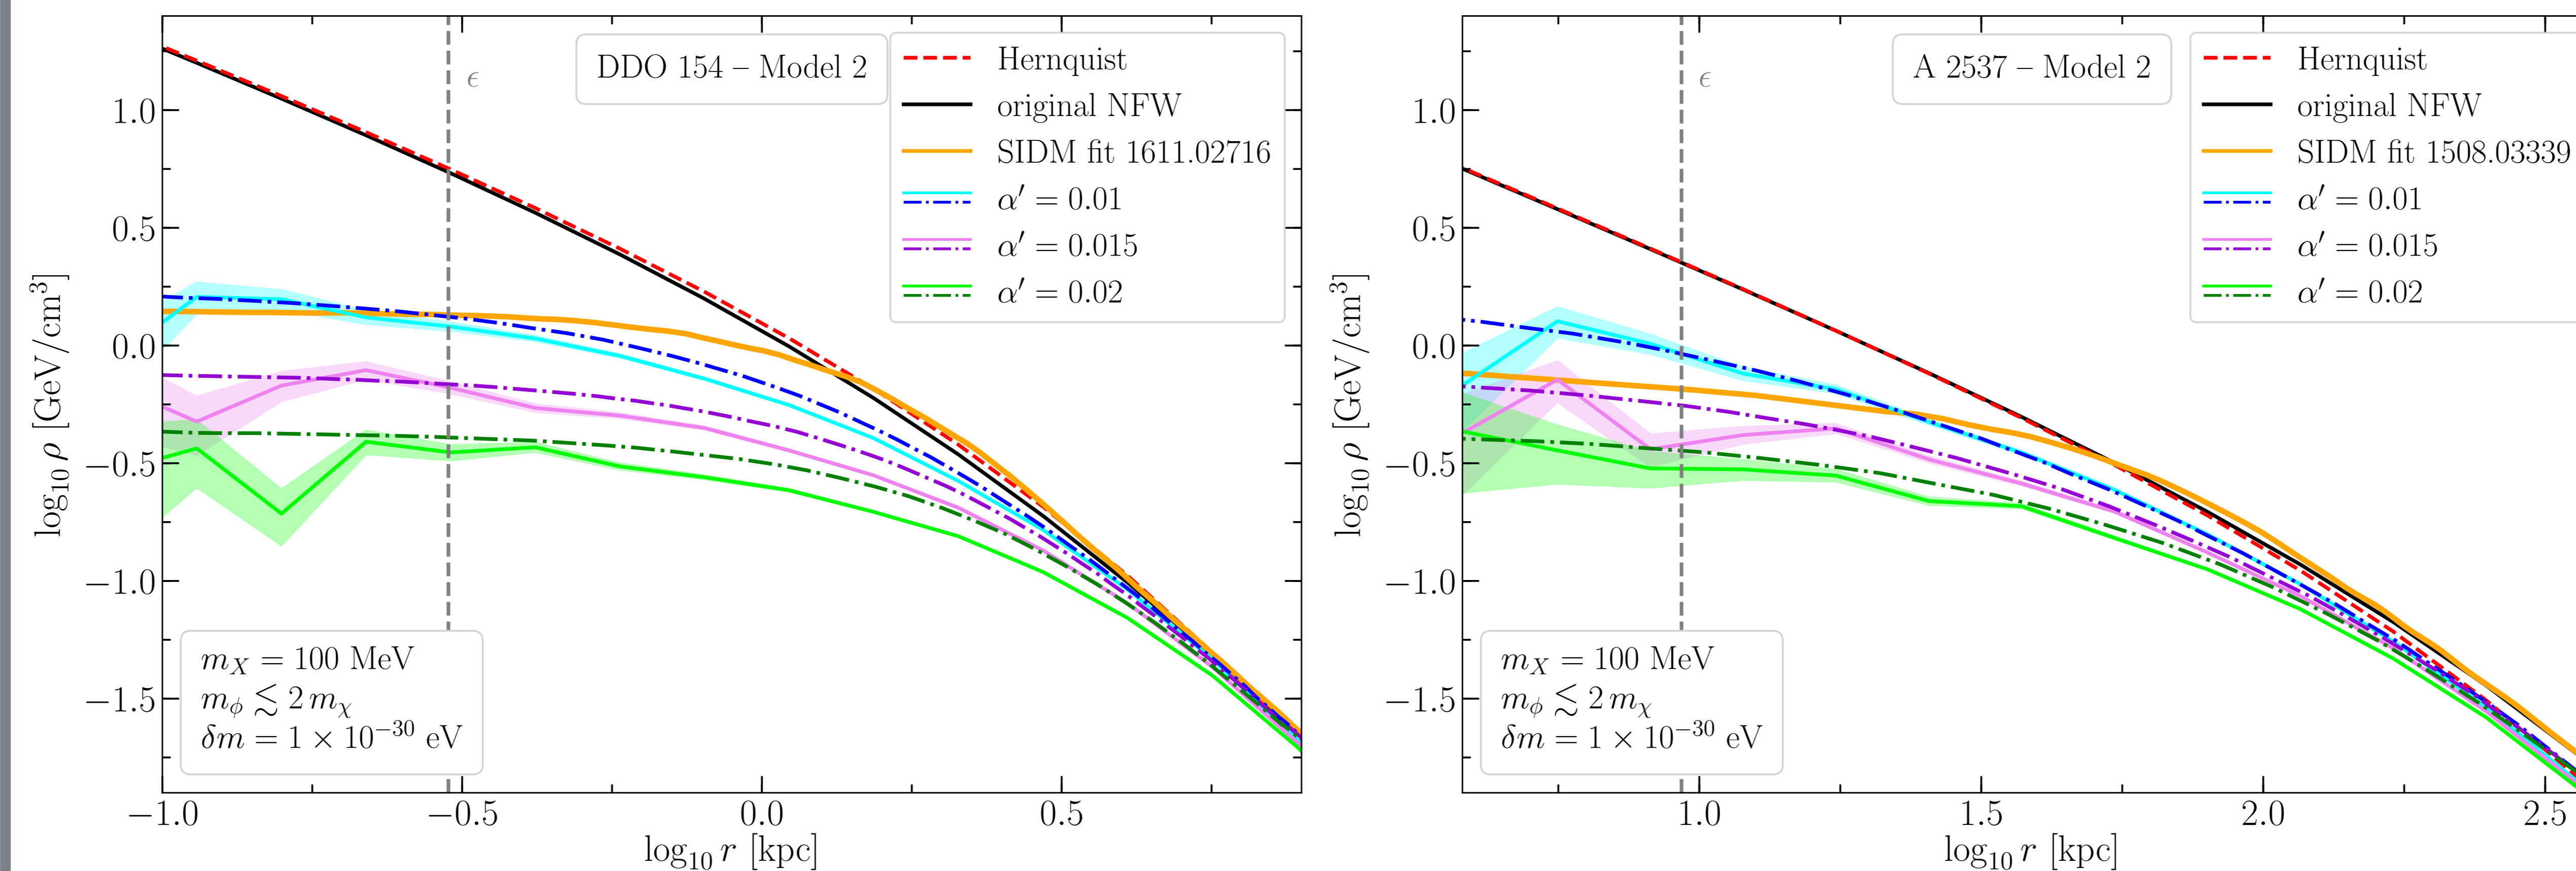 DDO 154 – Model 2
ϵ
Hernquist
original NFW
SIDM fit 1611.02716
α′ = 0.01
α′ = 0.015
α′ = 0.02
1.0
0.5
0.0
−0.5
−1.0
−1.5
log₁₀ ρ [GeV/cm³]
m_X = 100 MeV
m_ϕ ≲ 2 m_χ
δm = 1 × 10⁻³⁰ eV
−1.0 −0.5 0.0 0.5
log₁₀ r [kpc]
A 2537 – Model 2
ϵ
Hernquist
original NFW
SIDM fit 1508.03339
α′ = 0.01
α′ = 0.015
α′ = 0.02
1.0
0.5
0.0
−0.5
−1.0
−1.5
log₁₀ ρ [GeV/cm³]
m_X = 100 MeV
m_ϕ ≲ 2 m_χ
δm = 1 × 10⁻³⁰ eV
1.0 1.5 2.0 2.5
log₁₀ r [kpc]